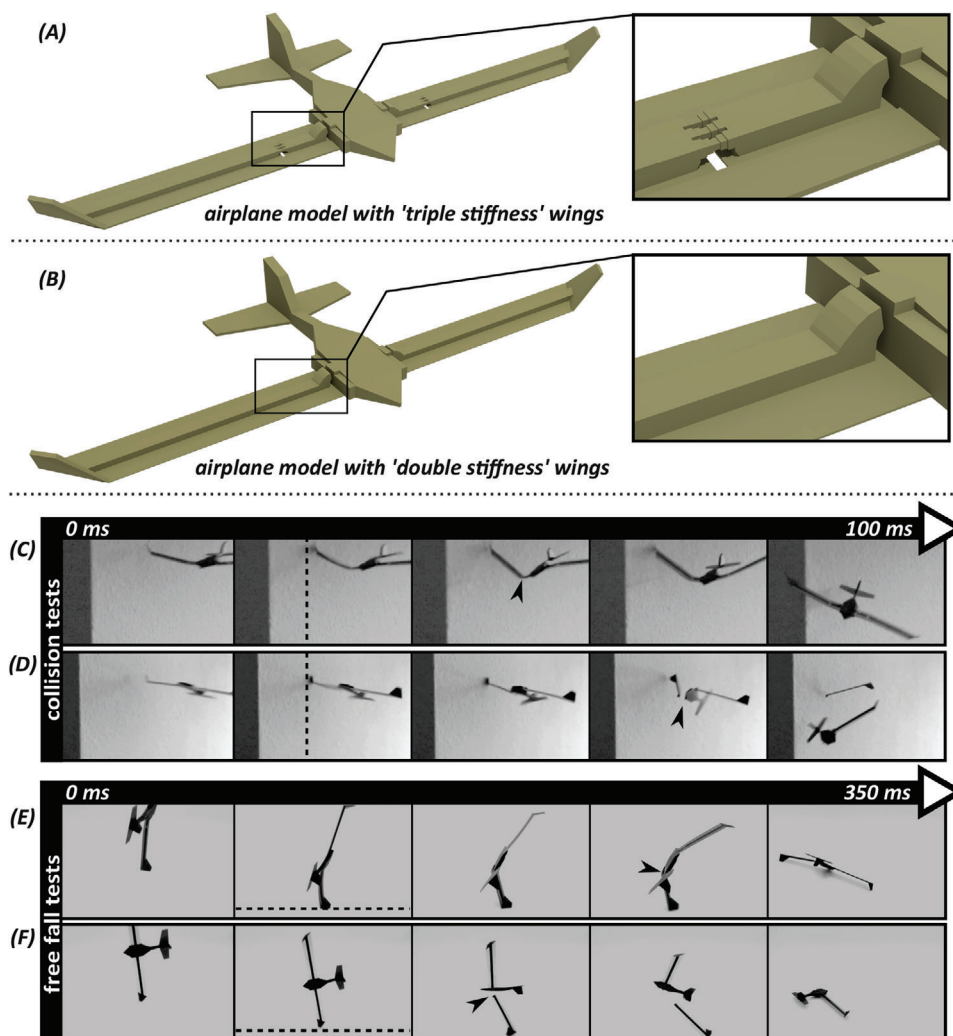 (A)
airplane model with 'triple stiffness' wings
(B)
airplane model with 'double stiffness' wings
0 ms 100 ms
collision tests
(C)
(D)
0 ms 350 ms
free fall tests
(E)
(F)